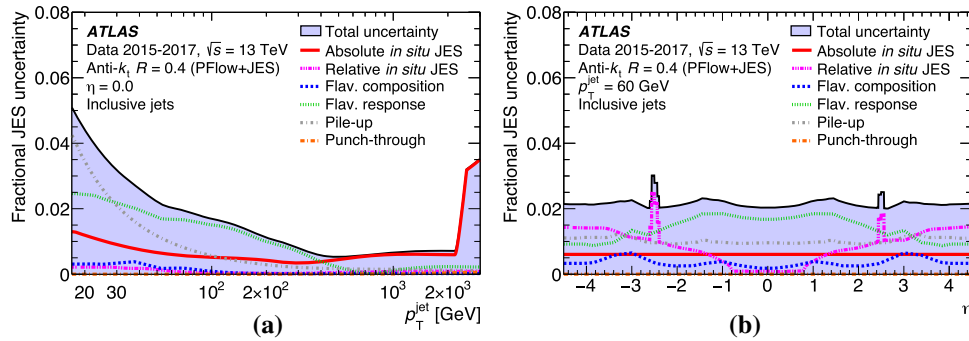 Fractional JES uncertainty
0.08
0.06
0.04
0.02
0
ATLAS
Data 2015-2017, √s = 13 TeV
Anti-kt R = 0.4 (PFlow+JES)
η = 0.0
Inclusive jets
Total uncertainty
Absolute in situ JES
Relative in situ JES
Flav. composition
Flav. response
Pile-up
Punch-through
20 30 10² 2×10² 10³ 2×10³
pTjet [GeV]
(a)
Fractional JES uncertainty
0.08
0.06
0.04
0.02
0
ATLAS
Data 2015-2017, √s = 13 TeV
Anti-kt R = 0.4 (PFlow+JES)
pTjet = 60 GeV
Inclusive jets
Total uncertainty
Absolute in situ JES
Relative in situ JES
Flav. composition
Flav. response
Pile-up
Punch-through
-4 -3 -2 -1 0 1 2 3 4
η
(b)